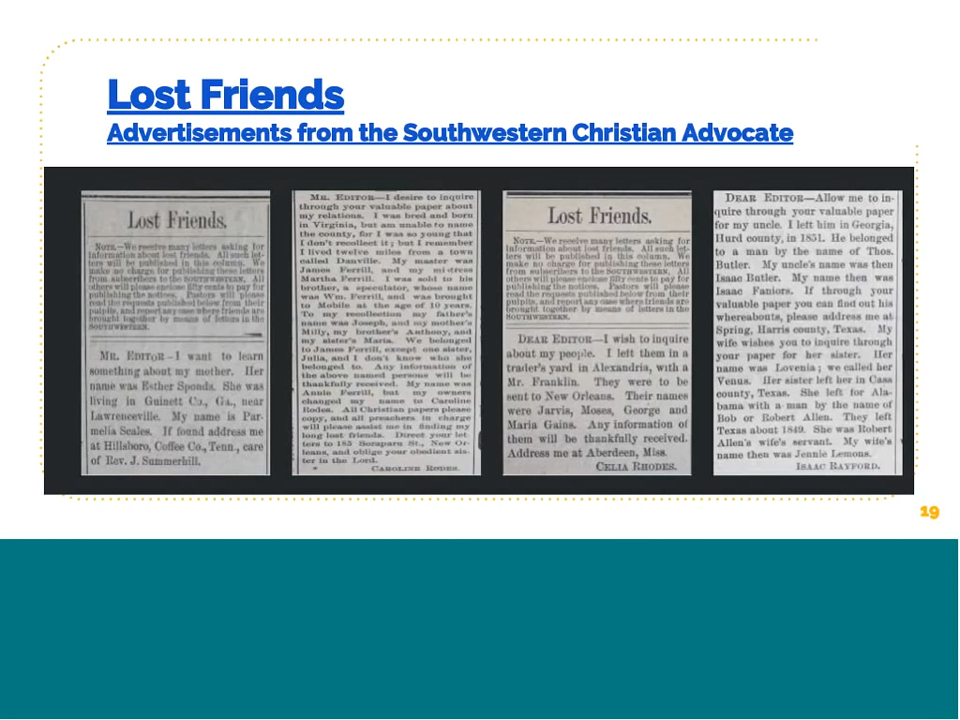 Lost Friends
Advertisements from the Southwestern Christian Advocate
Lost Friends.
NOTE.—We receive many letters asking for
information about lost friends. All such let-
ters will be published in this column. We
make no charge for publishing these letters
from subscribers to the SOUTHWESTERN. All
others will please enclose fifty cents to pay for
publishing the notices. Pastors will please
read the requests published below from their
pulpits, and report any case where friends are
brought together by means of letters in the
SOUTHWESTERN.
MR. EDITOR—I want to learn
something about my mother. Her
name was Esther Sponds. She was
living in Guinett Co., Ga., near
Lawrenceville. My name is Par-
melia Scales. If found address me
at Hillsboro, Coffee Co., Tenn., care
of Rev. J. Summerhill.
MR. EDITOR—I desire to inquire
through your valuable paper about
my relations. I was bred and born
in Virginia, but am unable to name
the county, for I was so young that
I don't recollect it; but I remember
I lived twelve miles from a town
called Danville. My master was
James Ferrill, and my mi-tress
Martha Ferrill. I was sold to his
brother, a speculator, whose name
was Wm. Ferrill, and was brought
to Mobile at the age of 10 years.
To my recollection my father's
name was Joseph, and my mother's
Milly, my brother's Anthony, and
my sister's Maria. We belonged
to James Ferrill, except one sister,
Julia, and I don't know who she
belonged to. Any information of
the above named persons will be
thankfully received. My name was
Annie Ferrill, but my owners
changed my name to Caroline
Rodes. All Christian papers please
copy, and all preachers in charge
will please assist me in finding my
long lost friends. Direct your let
ters to 185 Soraparu St., New Or-
leans, and oblige your obedient sis-
ter in the Lord.
CAROLINE RODES.
Lost Friends.
NOTE.—We receive many letters asking for
information about lost friends. All such let-
ters will be published in this column. We
make no charge for publishing these letters
from subscribers to the SOUTHWESTERN. All
others will please enclose fifty cents to pay for
publishing the notices. Pastors will please
read the requests published below from their
pulpits, and report any case where friends are
brought together by means of letters in the
SOUTHWESTERN.
DEAR EDITOR—I wish to inquire
about my people. I left them in a
trader's yard in Alexandria, with a
Mr. Franklin. They were to be
sent to New Orleans. Their names
were Jarvis, Moses, George and
Maria Gains. Any information of
them will be thankfully received.
Address me at Aberdeen, Miss.
CELIA RHODES.
DEAR EDITOR—Allow me to in-
quire through your valuable paper
for my uncle. I left him in Georgia,
Hurd county, in 1851. He belonged
to a man by the name of Thos.
Butler. My uncle's name was then
Isaac Butler. My name then was
Isaac Faniors. If through your
valuable paper you can find out his
whereabouts, please address me at
Spring, Harris county, Texas. My
wife wishes you to inquire through
your paper for her sister. Her
name was Lovenia; we called her
Venus. Her sister left her in Cass
county, Texas. She left for Ala-
bama with a man by the name of
Bob or Robert Allen. They left
Texas about 1849. She was Robert
Allen's wife's servant. My wife's
name then was Jennie Lemons.
ISAAC RAYFORD.
19